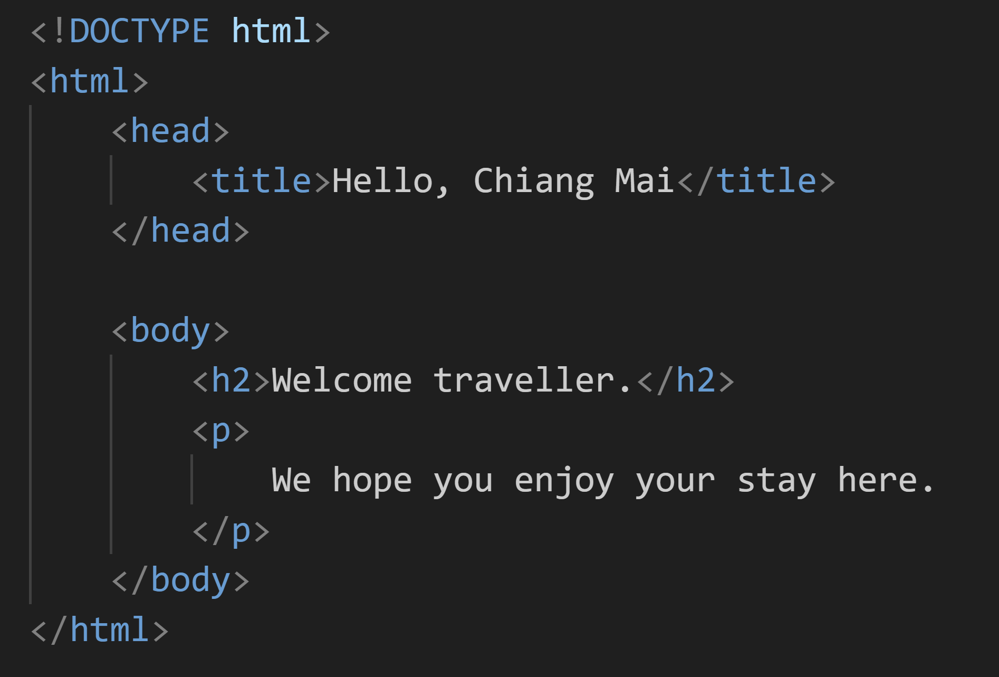 <!DOCTYPE html>
<html>
    <head>
        <title>Hello, Chiang Mai</title>
    </head>

    <body>
        <h2>Welcome traveller.</h2>
        <p>
            We hope you enjoy your stay here.
        </p>
    </body>
</html>